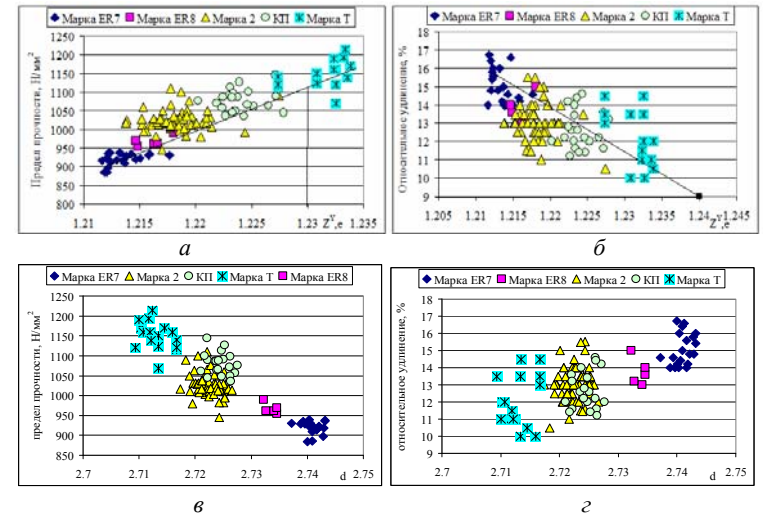 Марка ER7 Марка ER8 Марка 2 КП Марка Т
Предел прочности, Н/мм²
1250
1200
1150
1100
1050
1000
950
900
850
800
1.21 1.215 1.22 1.225 1.23 1.235
Zʸ,e
а
Марка ER7 Марка ER8 Марка 2 КП Марка Т
Относительное удлинение, %
18
17
16
15
14
13
12
11
10
9
1.205 1.21 1.215 1.22 1.225 1.23 1.235 1.24 1.245
Zʸ,e
б
Марка ER7 Марка 2 КП Марка Т Марка ER8
предел прочности, Н/мм²
1250
1200
1150
1100
1050
1000
950
900
850
2.7 2.71 2.72 2.73 2.74 2.75
d
в
Марка ER7 Марка ER8 Марка 2 КП Марка Т
относительное удлинение, %
18
17
16
15
14
13
12
11
10
9
2.7 2.71 2.72 2.73 2.74 2.75
d
г